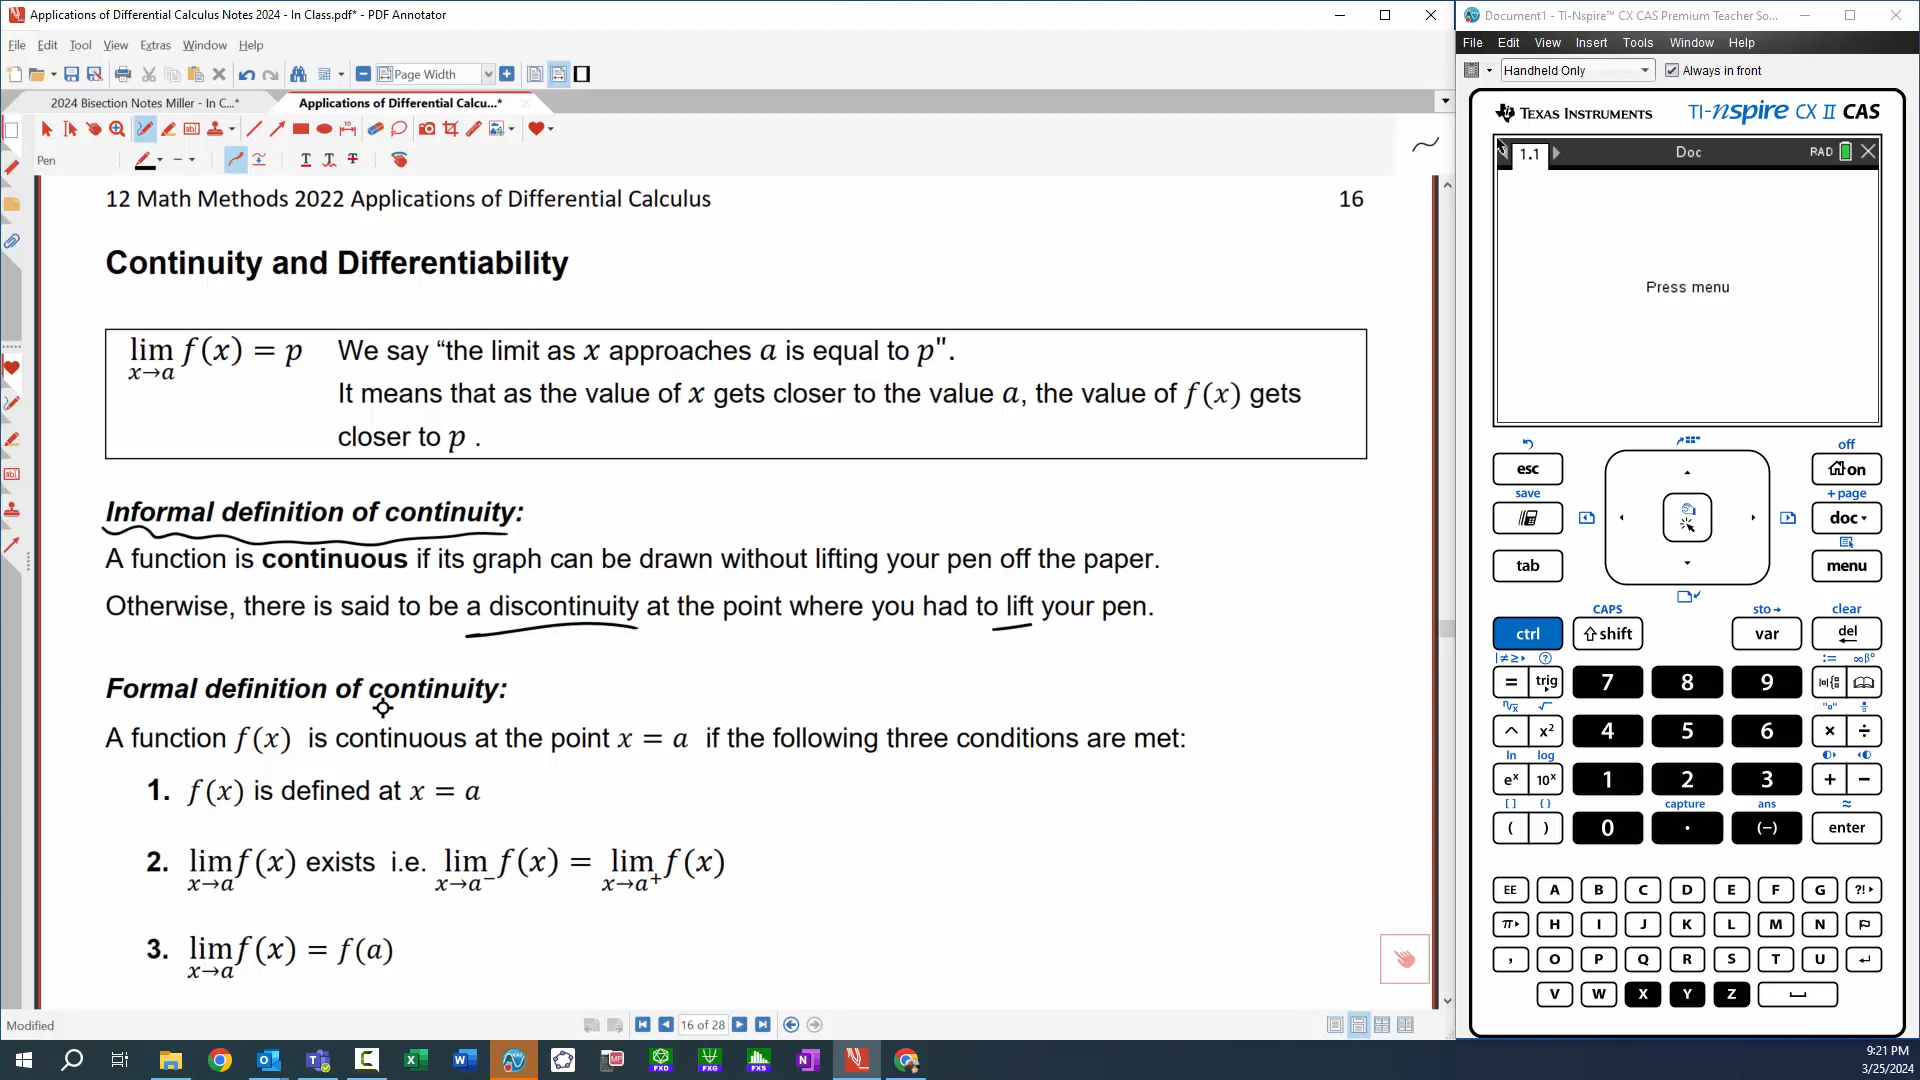 Applications of Differential Calculus Notes 2024 - In Class.pdf* - PDF Annotator
File Edit Tool View Extras Window Help
Page Width
2024 Bisection Notes Miller - In C...*
Applications of Differential Calcu...*
Pen
12 Math Methods 2022 Applications of Differential Calculus 16
Continuity and Differentiability
lim x→a f(x) = p We say “the limit as x approaches a is equal to p".
It means that as the value of x gets closer to the value a, the value of f(x) gets
closer to p .
Informal definition of continuity:
A function is continuous if its graph can be drawn without lifting your pen off the paper.
Otherwise, there is said to be a discontinuity at the point where you had to lift your pen.
Formal definition of continuity:
A function f(x) is continuous at the point x = a if the following three conditions are met:
1. f(x) is defined at x = a
2. lim x→a f(x) exists i.e. lim x→a⁻ f(x) = lim x→a⁺ f(x)
3. lim x→a f(x) = f(a)
Modified
16 of 28
Document1 - TI-Nspire™ CX CAS Premium Teacher So...
File Edit View Insert Tools Window Help
Handheld Only
Always in front
TEXAS INSTRUMENTS TI-nspire CX II CAS
1.1 Doc RAD
Press menu
off
esc on
save + page
doc
tab menu
CAPS sto→ clear
ctrl shift var del
= trig 7 8 9
^ x² 4 5 6 × ÷
ln log
eˣ 10ˣ 1 2 3 + −
[ ] { } capture ans ≈
( ) 0 . (−) enter
EE A B C D E F G ?!
π H I J K L M N
, O P Q R S T U
V W X Y Z
9:21 PM
3/25/2024